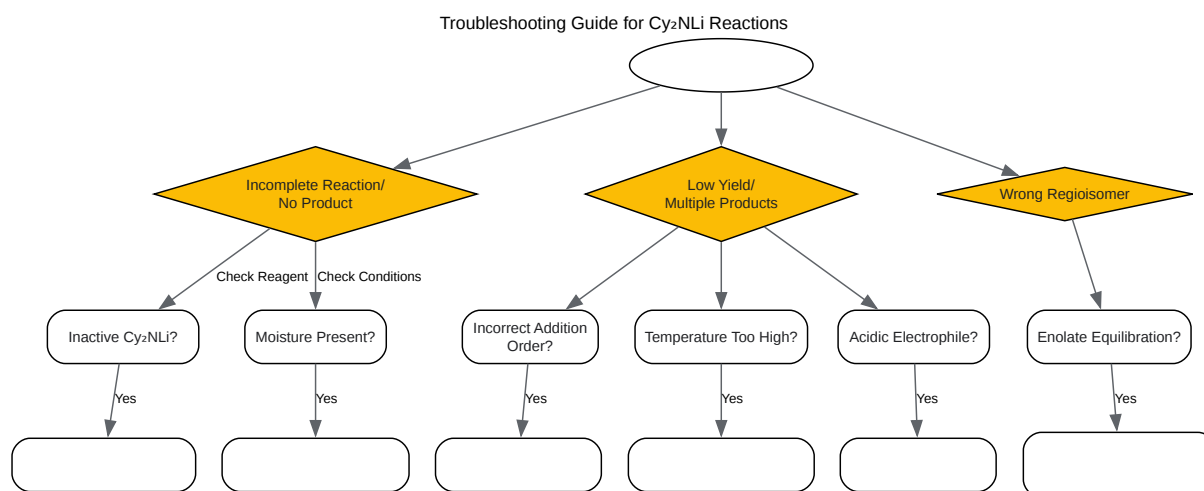 Troubleshooting Guide for Cy₂NLi Reactions
Incomplete Reaction/
No Product
Low Yield/
Multiple Products
Wrong Regioisomer
Check Reagent
Check Conditions
Inactive Cy₂NLi?
Moisture Present?
Incorrect Addition
Order?
Temperature Too High?
Acidic Electrophile?
Enolate Equilibration?
Yes
Yes
Yes
Yes
Yes
Yes